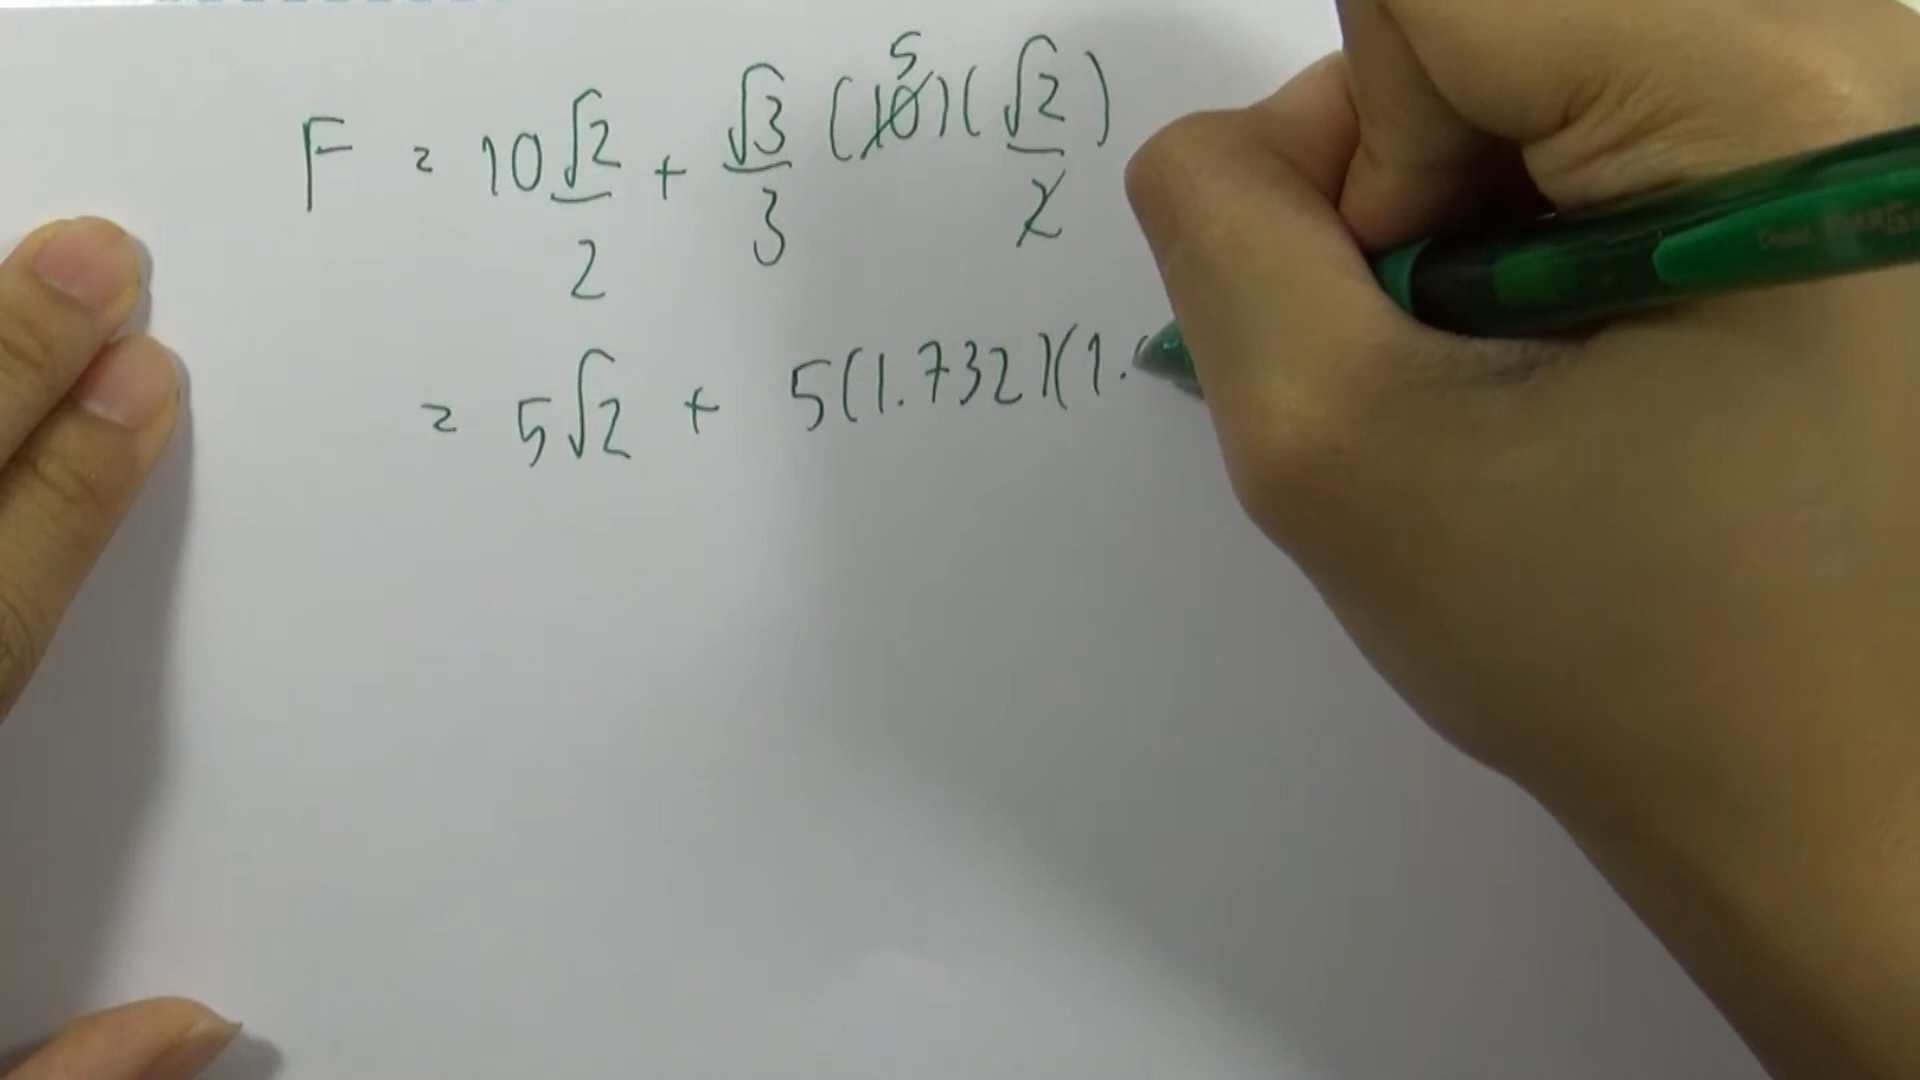 F = 10 √2/2 + √3/3 (10)(√2/2) 5
= 5√2 + 5(1.732)(1.